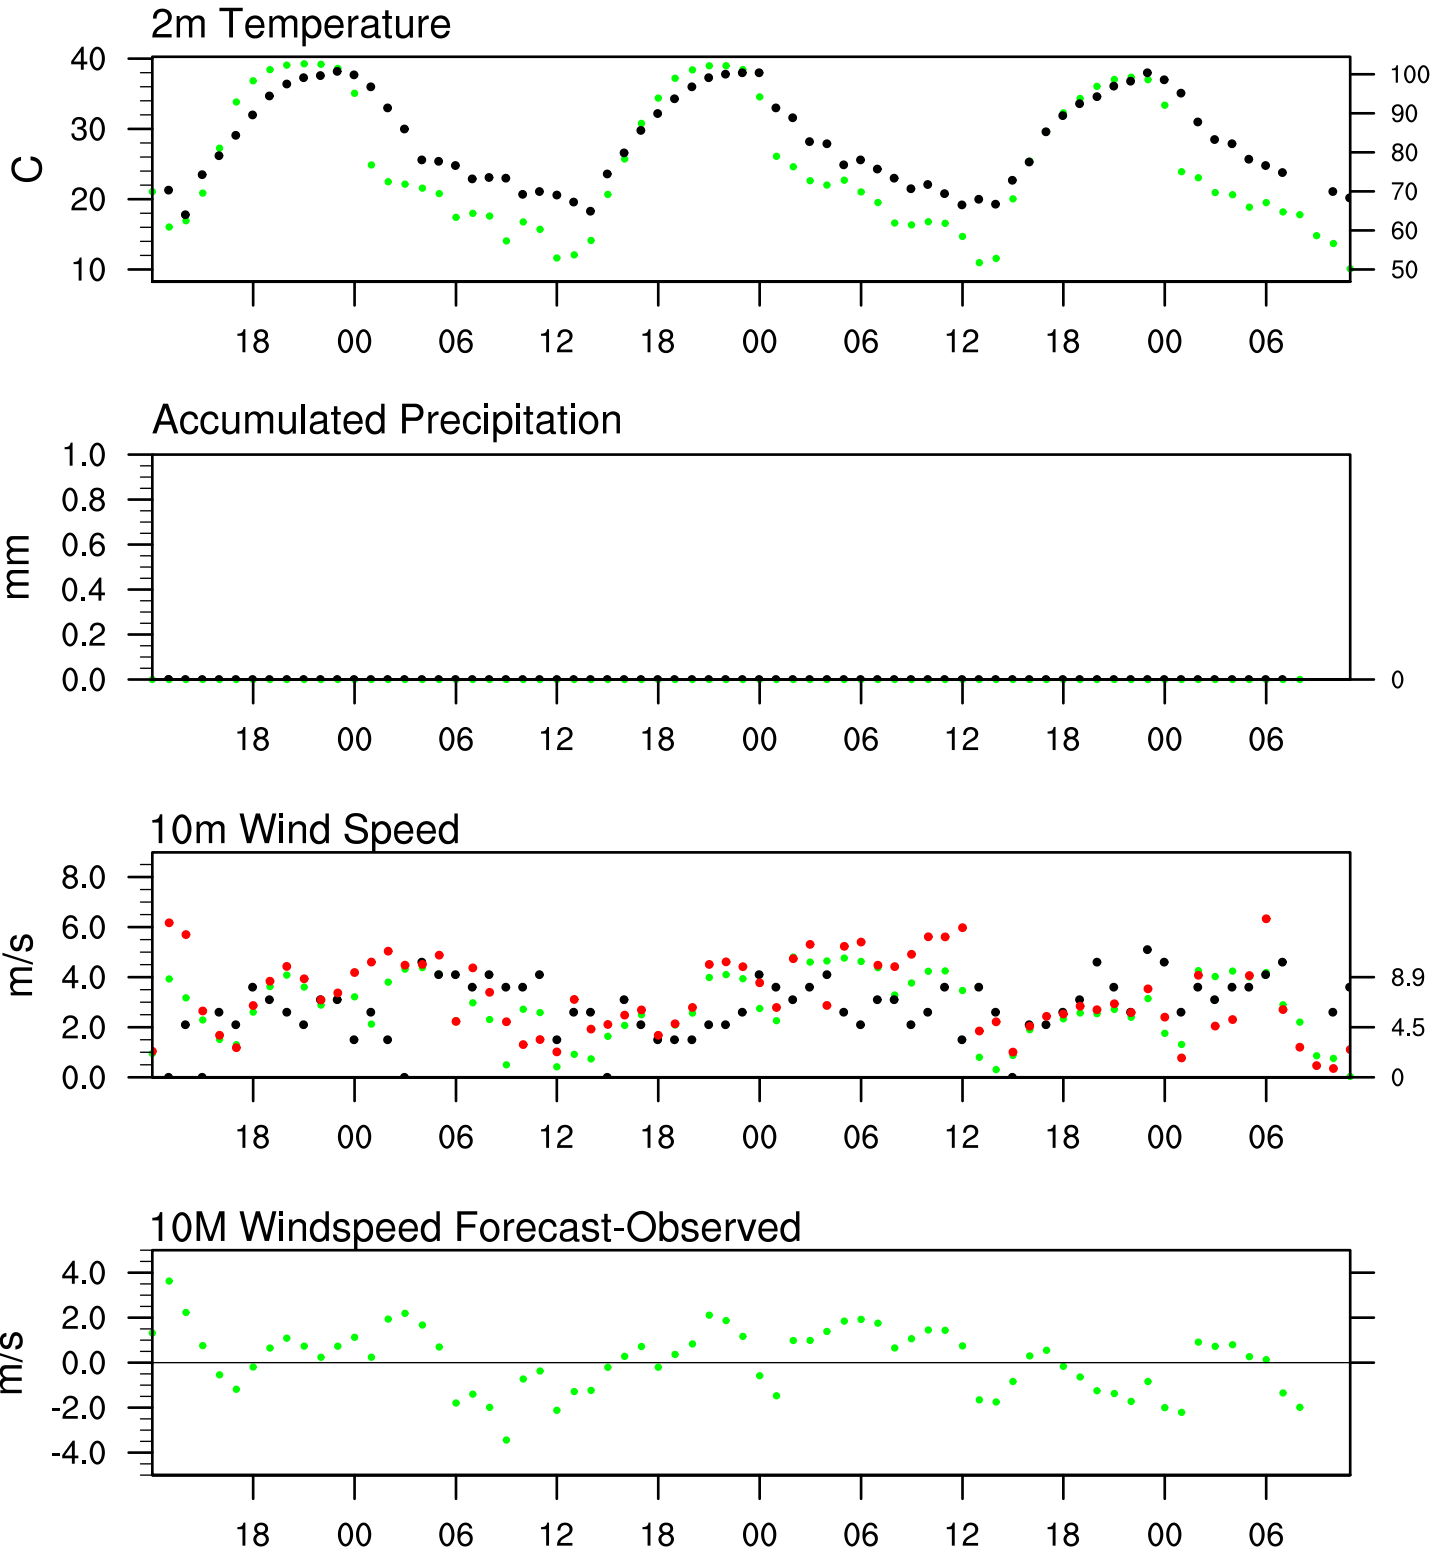 2m Temperature
40
30
20
10
C
100
90
80
70
60
50
18 00 06 12 18 00 06 12 18 00 06
Accumulated Precipitation
1.0
0.8
0.6
0.4
0.2
0.0
mm
0
18 00 06 12 18 00 06 12 18 00 06
10m Wind Speed
8.0
6.0
4.0
2.0
0.0
m/s
8.9
4.5
0
18 00 06 12 18 00 06 12 18 00 06
10M Windspeed Forecast-Observed
4.0
2.0
0.0
-2.0
-4.0
m/s
18 00 06 12 18 00 06 12 18 00 06